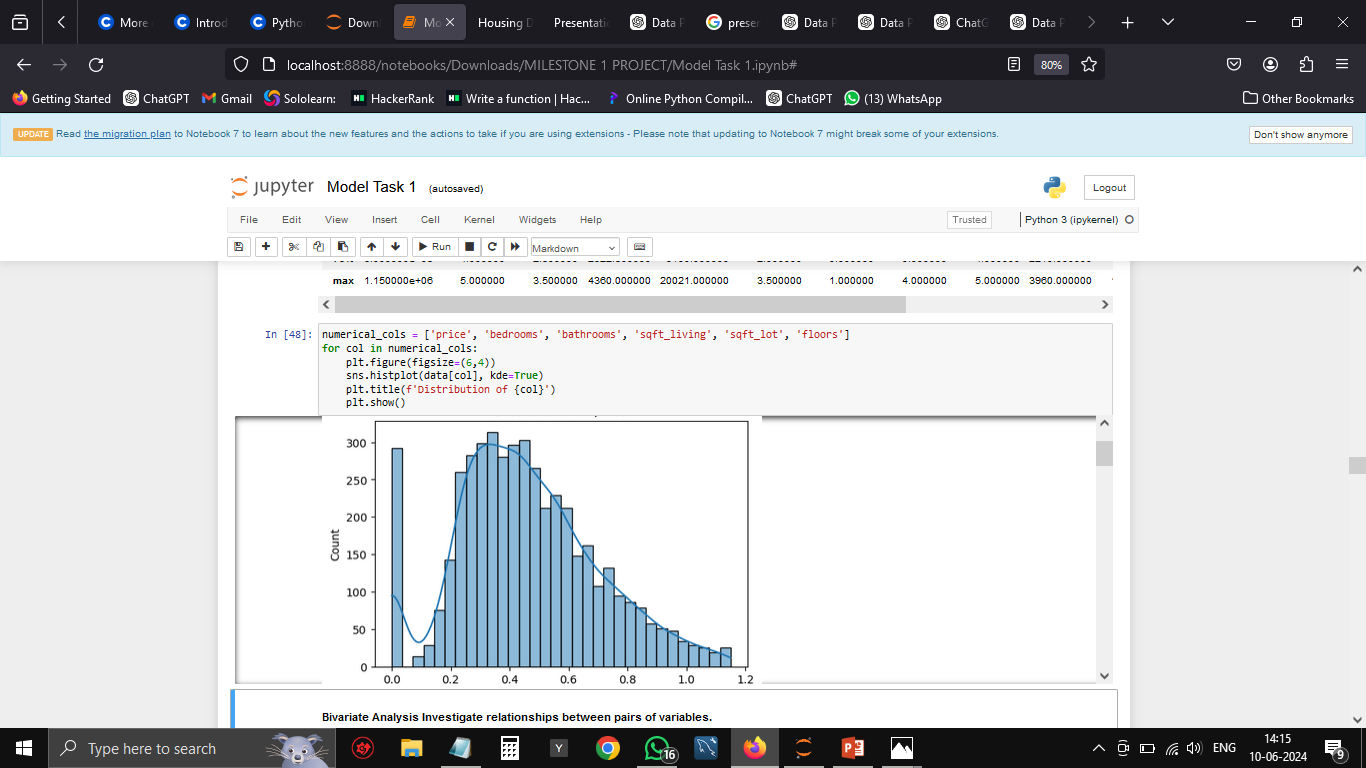 More
Introd
Pytho
Down
Mo
Housing D
Presentati
Data P
preser
Data P
Data P
ChatG
Data P
localhost:8888/notebooks/Downloads/MILESTONE 1 PROJECT/Model Task 1.ipynb#
80%
Getting Started
ChatGPT
Gmail
Sololearn:
HackerRank
Write a function | Hac...
Online Python Compil...
ChatGPT
(13) WhatsApp
Other Bookmarks
UPDATE Read the migration plan to Notebook 7 to learn about the new features and the actions to take if you are using extensions - Please note that updating to Notebook 7 might break some of your extensions.
Don't show anymore
jupyter Model Task 1 (autosaved)
Logout
File Edit View Insert Cell Kernel Widgets Help
Trusted
Python 3 (ipykernel)
Run
Markdown
max 1.150000e+06 5.000000 3.500000 4360.000000 20021.000000 3.500000 1.000000 4.000000 5.000000 3960.000000
In [48]:
numerical_cols = ['price', 'bedrooms', 'bathrooms', 'sqft_living', 'sqft_lot', 'floors']
for col in numerical_cols:
    plt.figure(figsize=(6,4))
    sns.histplot(data[col], kde=True)
    plt.title(f'Distribution of {col}')
    plt.show()
300
250
200
150
100
50
0
Count
0.0 0.2 0.4 0.6 0.8 1.0 1.2
Bivariate Analysis Investigate relationships between pairs of variables.
Type here to search
Y
16
ENG
14:15
10-06-2024
9